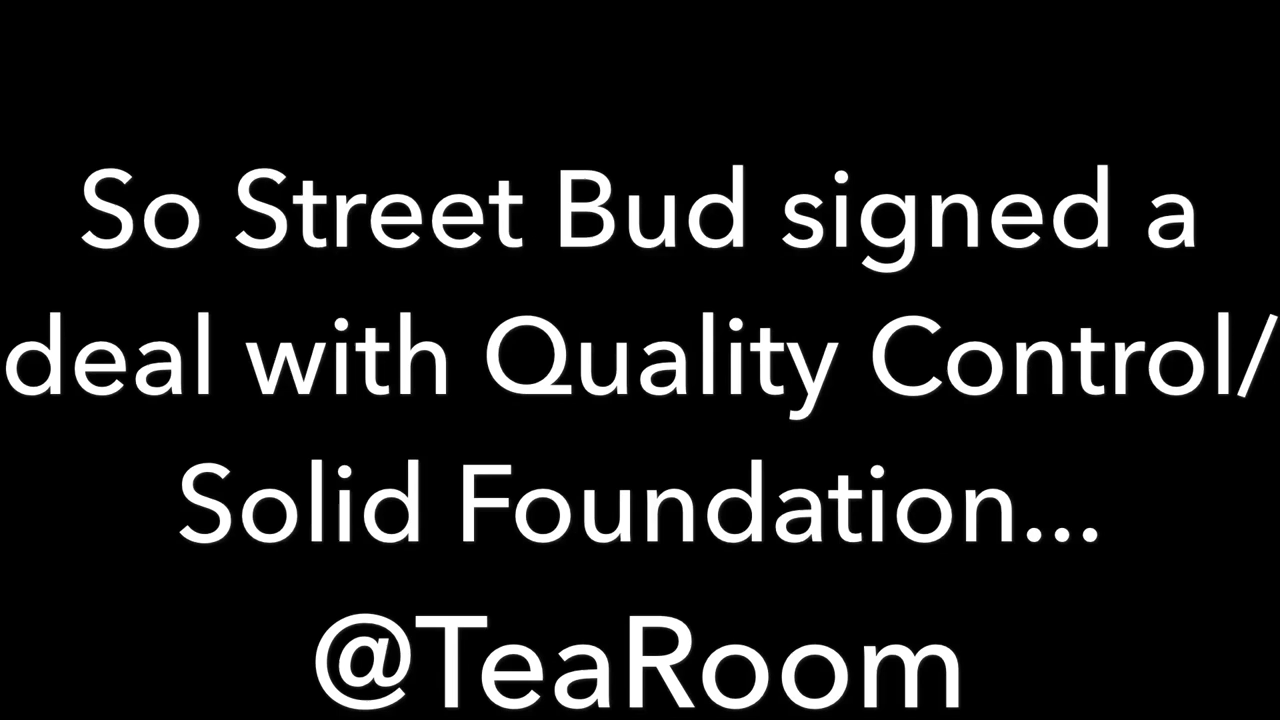 So Street Bud signed a
deal with Quality Control/
Solid Foundation...
@TeaRoom